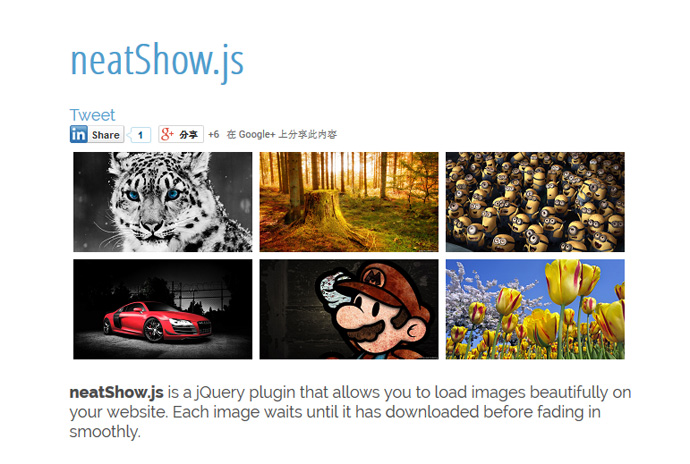 neatShow.js
Tweet
in Share 1 g+ 分享 +6 在 Google+ 上分享此内容
M
neatShow.js is a jQuery plugin that allows you to load images beautifully on
your website. Each image waits until it has downloaded before fading in
smoothly.